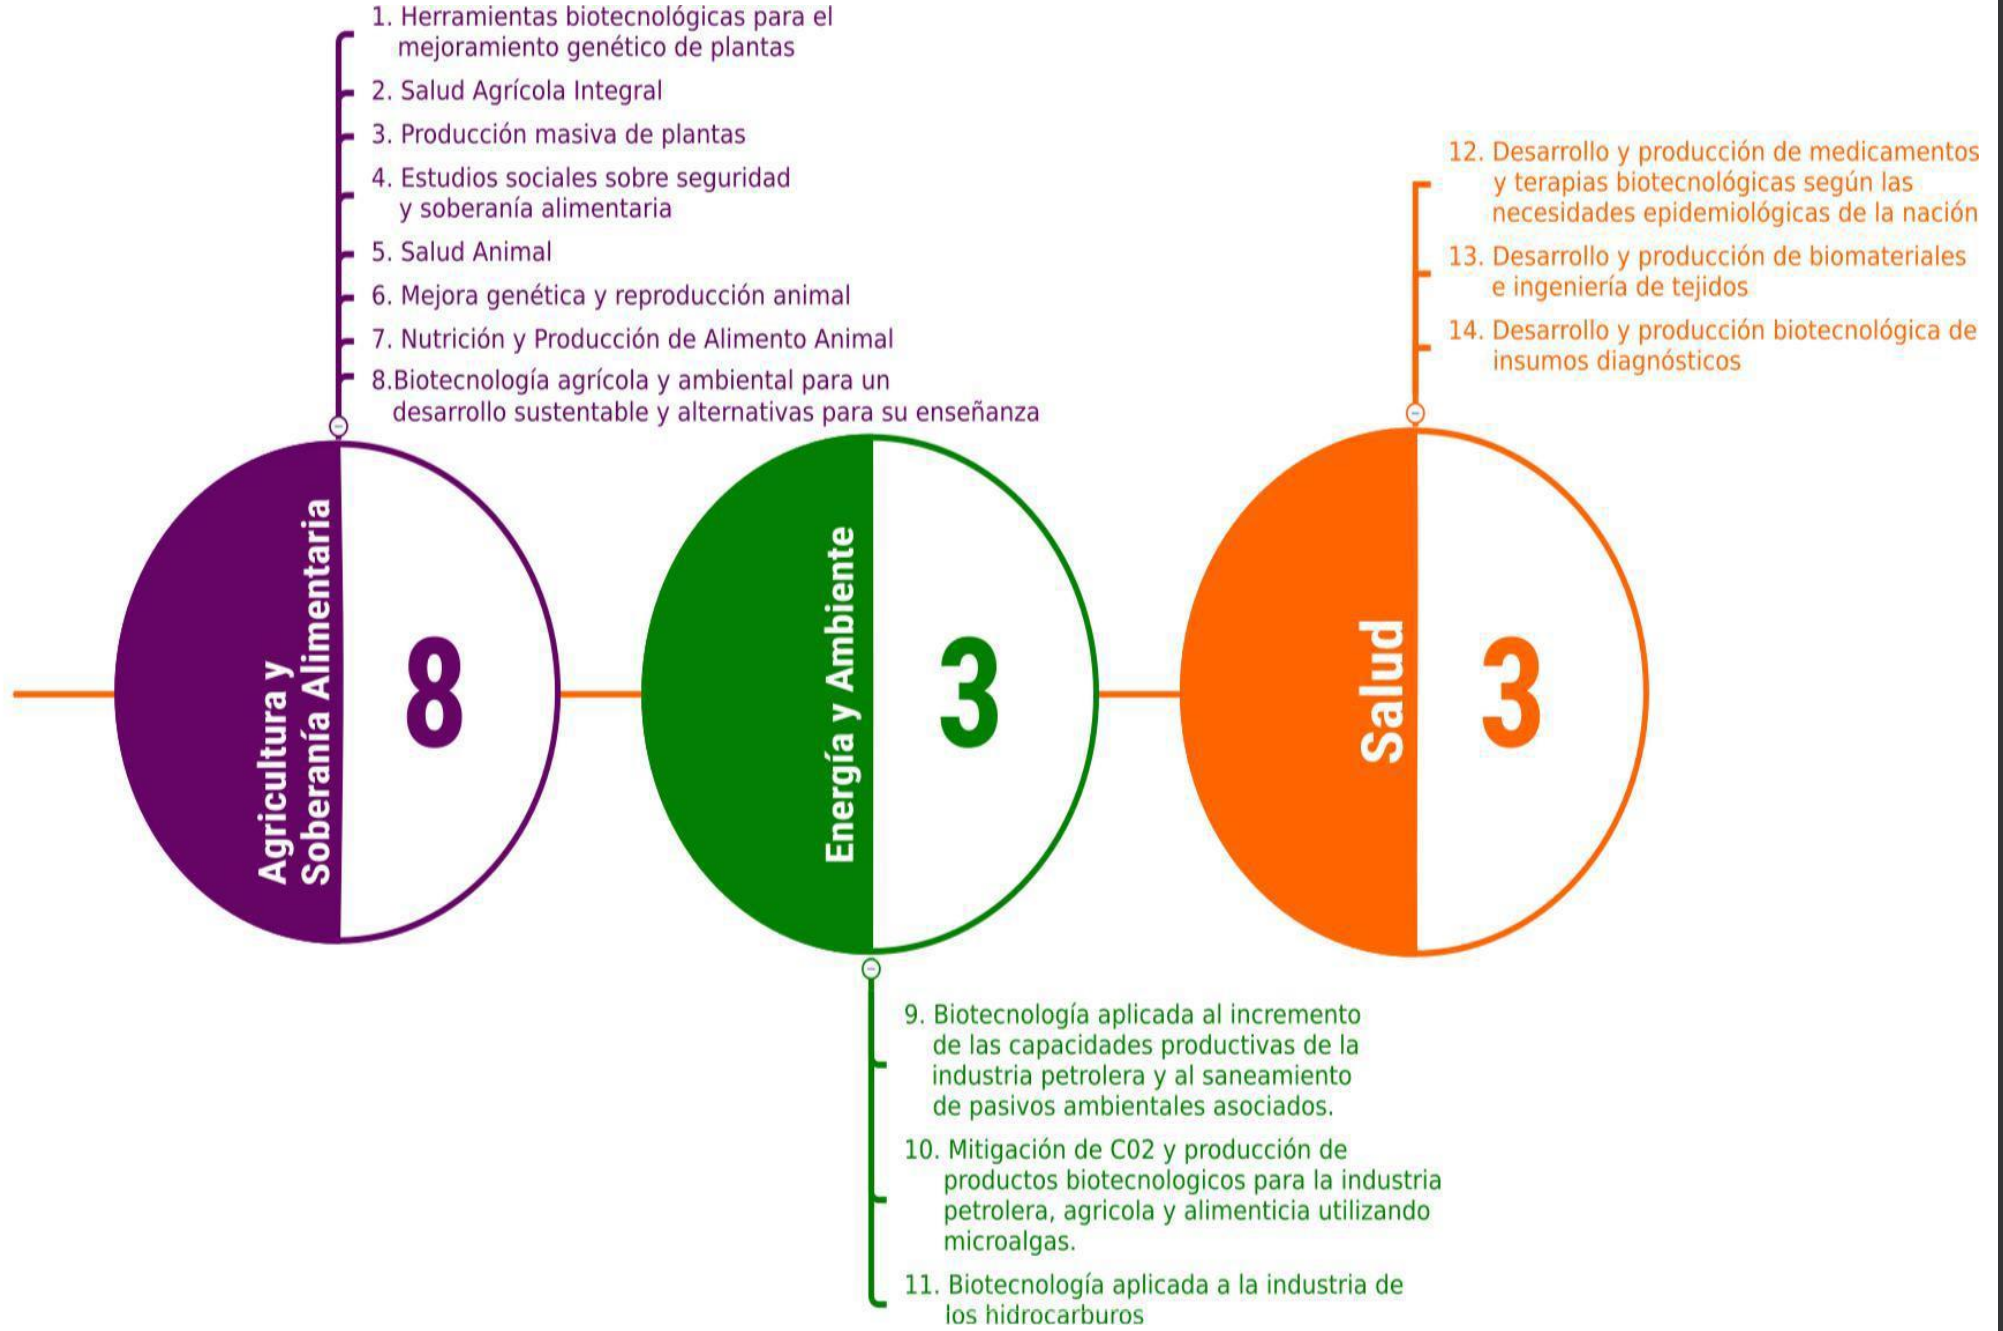 1. Herramientas biotecnológicas para el
mejoramiento genético de plantas
2. Salud Agrícola Integral
3. Producción masiva de plantas
4. Estudios sociales sobre seguridad
y soberanía alimentaria
5. Salud Animal
6. Mejora genética y reproducción animal
7. Nutrición y Producción de Alimento Animal
8.Biotecnología agrícola y ambiental para un
desarrollo sustentable y alternativas para su enseñanza
Agricultura y
Soberanía Alimentaria
8
Energía y Ambiente
3
9. Biotecnología aplicada al incremento
de las capacidades productivas de la
industria petrolera y al saneamiento
de pasivos ambientales asociados.
10. Mitigación de C02 y producción de
productos biotecnologicos para la industria
petrolera, agricola y alimenticia utilizando
microalgas.
11. Biotecnología aplicada a la industria de
los hidrocarburos
12. Desarrollo y producción de medicamentos
y terapias biotecnológicas según las
necesidades epidemiológicas de la nación
13. Desarrollo y producción de biomateriales
e ingeniería de tejidos
14. Desarrollo y producción biotecnológica de
insumos diagnósticos
Salud
3